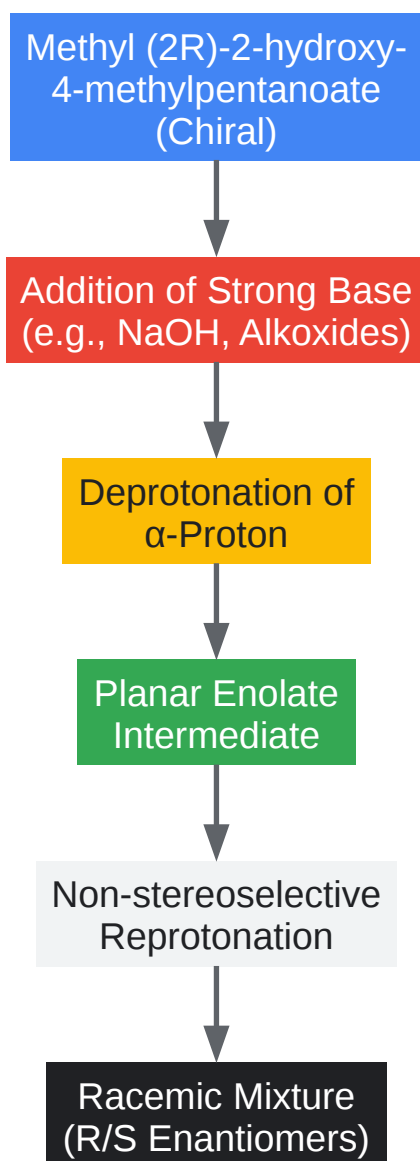 Methyl (2R)-2-hydroxy-
4-methylpentanoate
(Chiral)
Addition of Strong Base
(e.g., NaOH, Alkoxides)
Deprotonation of
α-Proton
Planar Enolate
Intermediate
Non-stereoselective
Reprotonation
Racemic Mixture
(R/S Enantiomers)